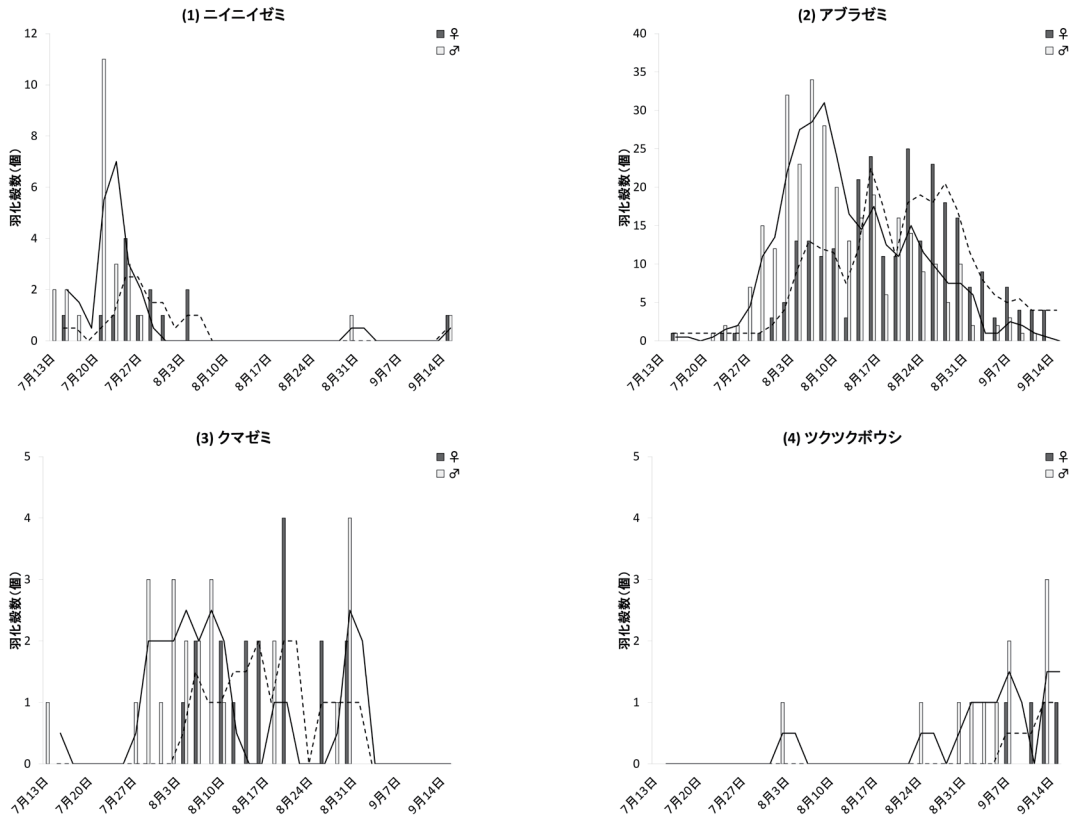 (1) ニイニイゼミ
♀
♂
羽化殻数(個)
12
10
8
6
4
2
0
7月13日
7月20日
7月27日
8月3日
8月10日
8月17日
8月24日
8月31日
9月7日
9月14日
(2) アブラゼミ
♀
♂
羽化殻数(個)
40
35
30
25
20
15
10
5
0
7月13日
7月20日
7月27日
8月3日
8月10日
8月17日
8月24日
8月31日
9月7日
9月14日
(3) クマゼミ
♀
♂
羽化殻数(個)
5
4
3
2
1
0
7月13日
7月20日
7月27日
8月3日
8月10日
8月17日
8月24日
8月31日
9月7日
9月14日
(4) ツクツクボウシ
♀
♂
羽化殻数(個)
5
4
3
2
1
0
7月13日
7月20日
7月27日
8月3日
8月10日
8月17日
8月24日
8月31日
9月7日
9月14日